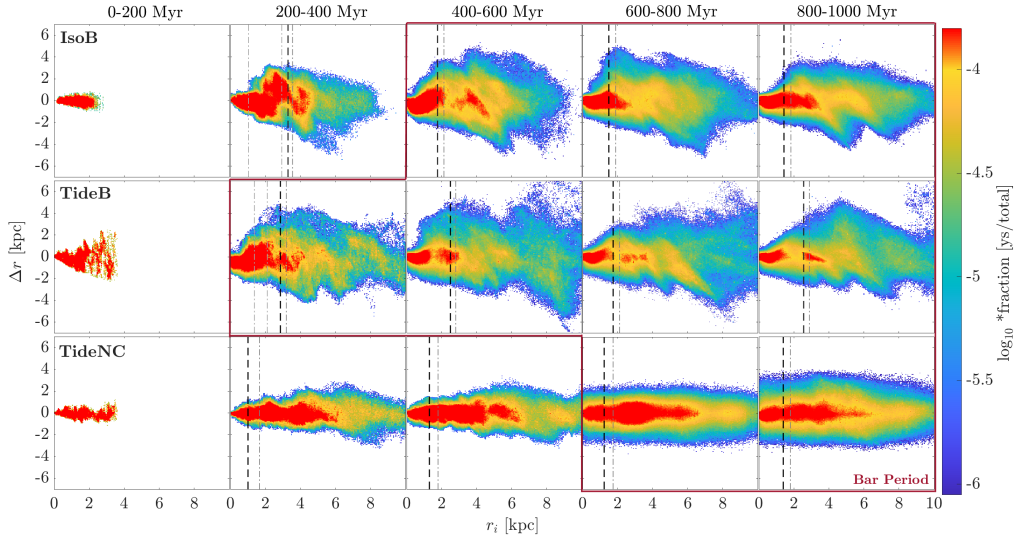 0-200 Myr 200-400 Myr 400-600 Myr 600-800 Myr 800-1000 Myr
IsoB
6
4
2
0
-2
-4
-6
TideB
6
4
2
0
-2
-4
-6
TideNC
6
4
2
0
-2
-4
-6
Δr [kpc]
Bar Period
0 2 4 6 8 0 2 4 6 8 0 2 4 6 8 0 2 4 6 8 0 2 4 6 8 10
r_i [kpc]
-4
-4.5
-5
-5.5
-6
log₁₀ *fraction [ys/total]